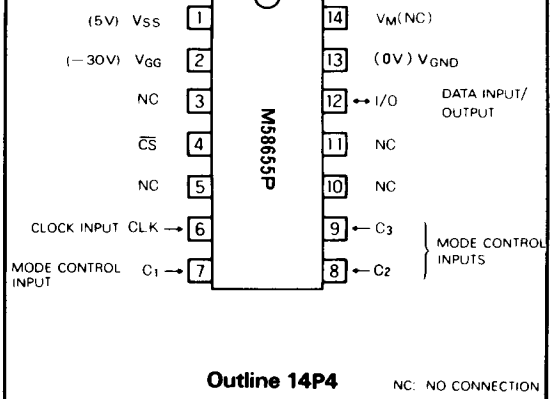 (5V) VSS 1 14 VM(NC)
(−30V) VGG 2 13 (0V) VGND
NC 3 12 ↔ I/O DATA INPUT/
OUTPUT
C̅S̅ 4 11 NC
NC 5 10 NC
CLOCK INPUT CLK → 6 9 ← C3
MODE CONTROL
INPUT
C1 → 7 8 ← C2
MODE CONTROL
INPUTS
M58655P
Outline 14P4
NC: NO CONNECTION